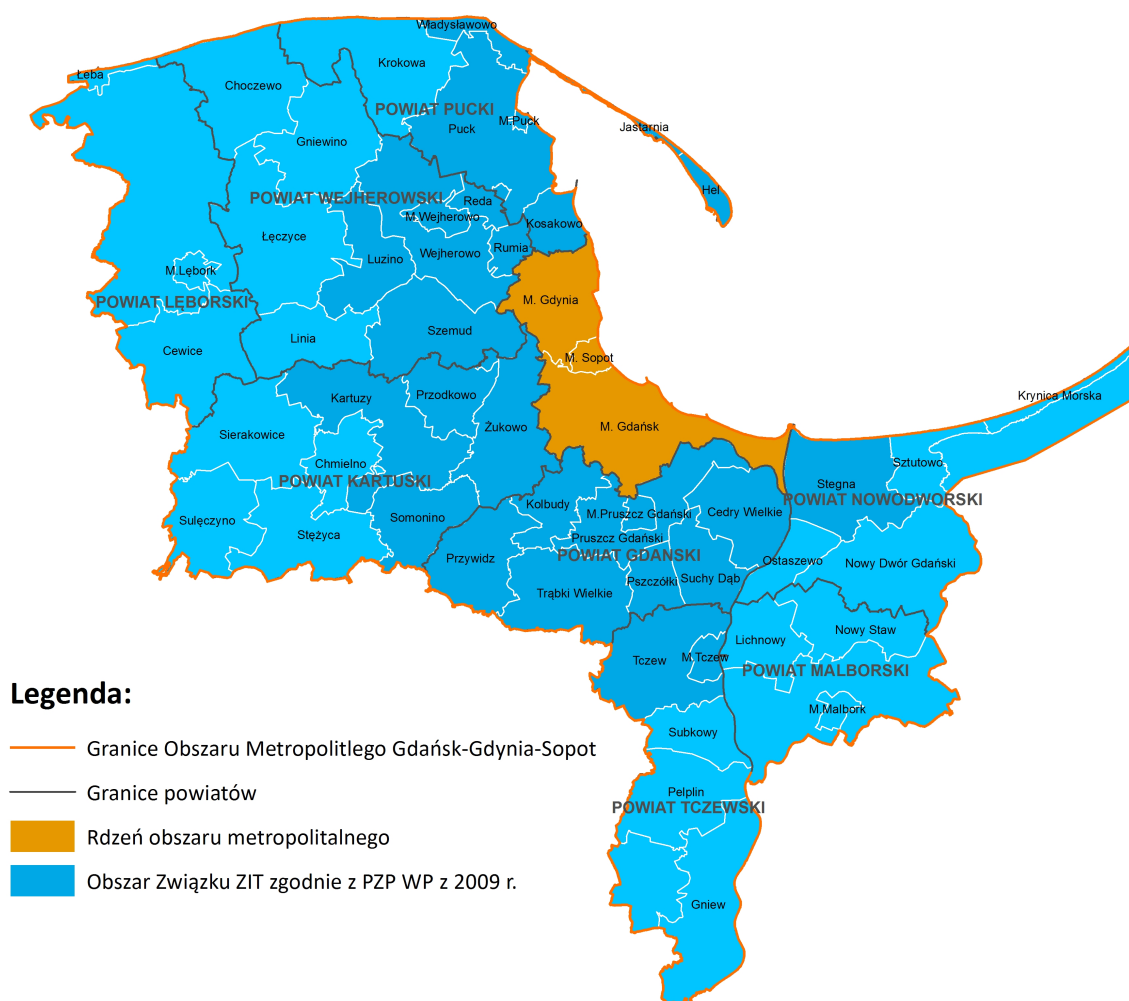 Władysławowo
Krokowa
Łeba
Choczewo
POWIAT PUCKI
M.Puck
Puck
Jastarnia
Gniewino
Hel
POWIAT WEJHEROWSKI
Reda
M.Wejherowo
Kosakowo
Łęczyce
Luzino
Wejherowo
Rumia
M.Lębork
POWIAT LĘBORSKI
M. Gdynia
Szemud
Linia
Cewice
M. Sopot
Kartuzy
Przodkowo
Krynica Morska
Żukowo
M. Gdańsk
Sierakowice
Chmielno
POWIAT KARTUSKI
Sztutowo
Stegna
POWIAT NOWODWORSKI
Kolbudy
M.Pruszcz Gdański
Cedry Wielkie
Sulęczyno
Somonino
Stężyca
Pruszcz Gdański
POWIAT GDAŃSKI
Przywidz
Ostaszewo
Nowy Dwór Gdański
Pszczółki
Suchy Dąb
Trąbki Wielkie
Lichnowy
Nowy Staw
Tczew
M.Tczew
POWIAT MALBORSKI
M.Malbork
Subkowy
Pelplin
POWIAT TCZEWSKI
Gniew
Legenda:
Granice Obszaru Metropolitlego Gdańsk-Gdynia-Sopot
Granice powiatów
Rdzeń obszaru metropolitalnego
Obszar Związku ZIT zgodnie z PZP WP z 2009 r.